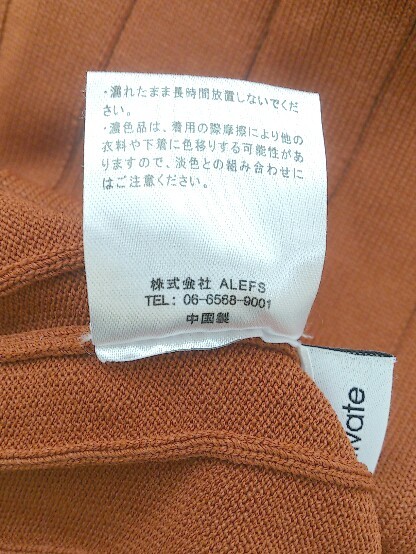 ・濡れたまま長時間放置しないでくだ
さい。
・濃色品は、着用の際摩擦により他の
衣料や下着に色移りする可能性があ
りますので、淡色との組み合わせに
はご注意ください。
株式会社 ALEFS
TEL: 06-6568-9001
中国製
vate